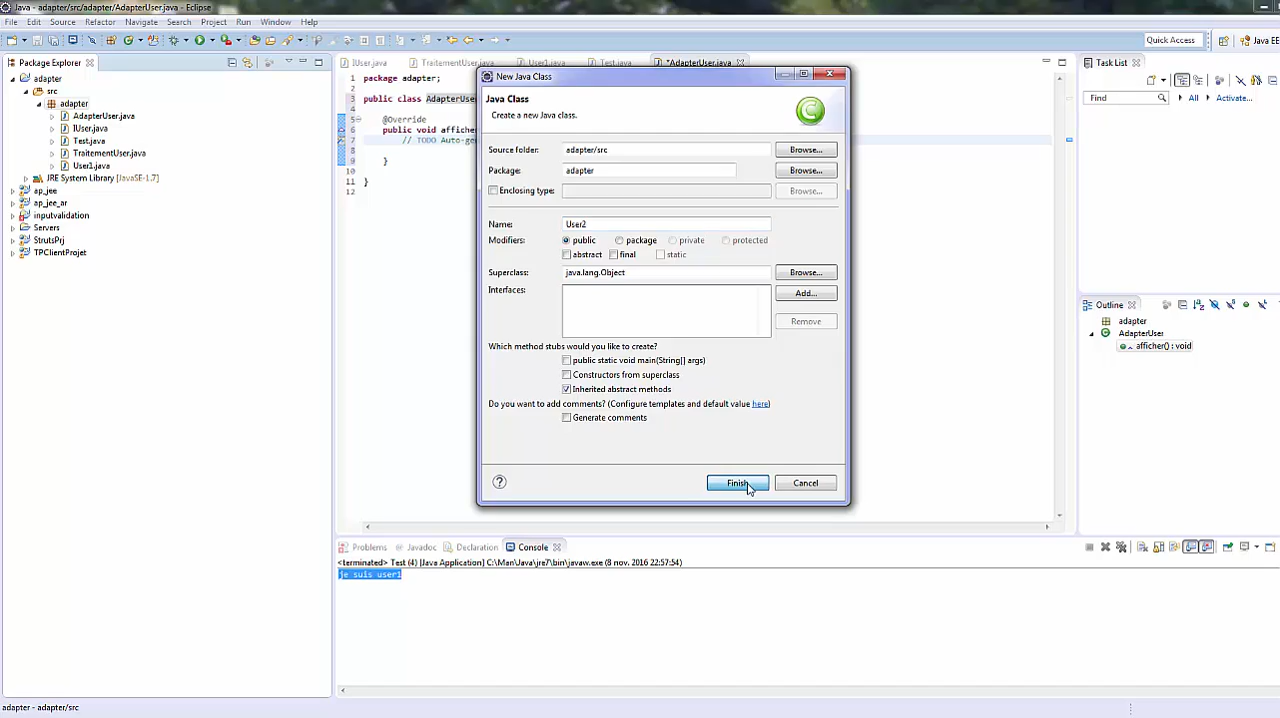 Java - adapter/src/adapter/AdapterUser.java - Eclipse
File Edit Source Refactor Navigate Search Project Run Window Help
Quick Access
Java EE
Package Explorer
adapter
src
adapter
AdapterUser.java
IUser.java
Test.java
TraitementUser.java
User1.java
JRE System Library [JavaSE-1.7]
ap_jee
ap_jee_ar
inputvalidation
Servers
StrutsPrj
TPClientProjet
IUser.java TraitementUser.java User1.java Test.java *AdapterUser.java
1 package adapter;
2
3 public class AdapterUser
4
5 @Override
6 public void affiche
7 // TODO Auto-gen
8
9 }
10
11 }
12
New Java Class
Java Class
Create a new Java class.
Source folder: adapter/src Browse...
Package: adapter Browse...
Enclosing type: Browse...
Name: User2
Modifiers: public package private protected
abstract final static
Superclass: java.lang.Object Browse...
Interfaces: Add...
Remove
Which method stubs would you like to create?
public static void main(String[] args)
Constructors from superclass
Inherited abstract methods
Do you want to add comments? (Configure templates and default value here)
Generate comments
? Finish Cancel
Task List
Find All Activate...
Outline
adapter
AdapterUser
afficher() : void
Problems Javadoc Declaration Console
<terminated> Test (4) [Java Application] C:\Man\Java\jre7\bin\javaw.exe (8 nov. 2016 22:57:54)
je suis user1
adapter - adapter/src